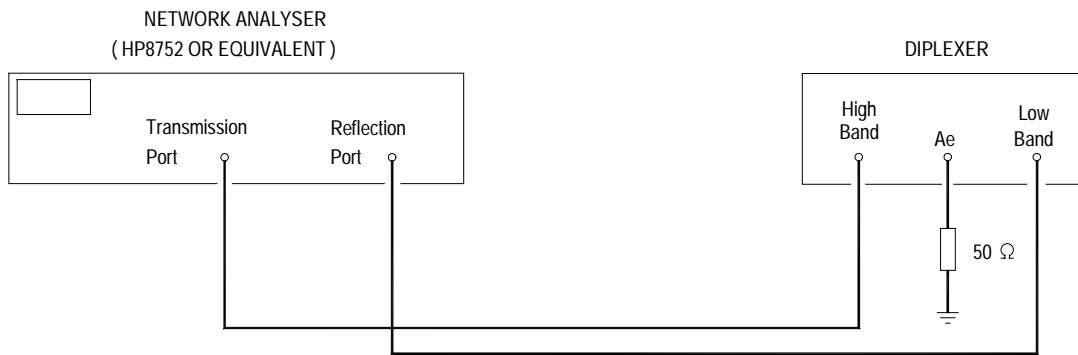 NETWORK ANALYSER
( HP8752 OR EQUIVALENT )
DIPLEXER
Transmission
Port
Reflection
Port
High
Band
Ae
Low
Band
50 Ω